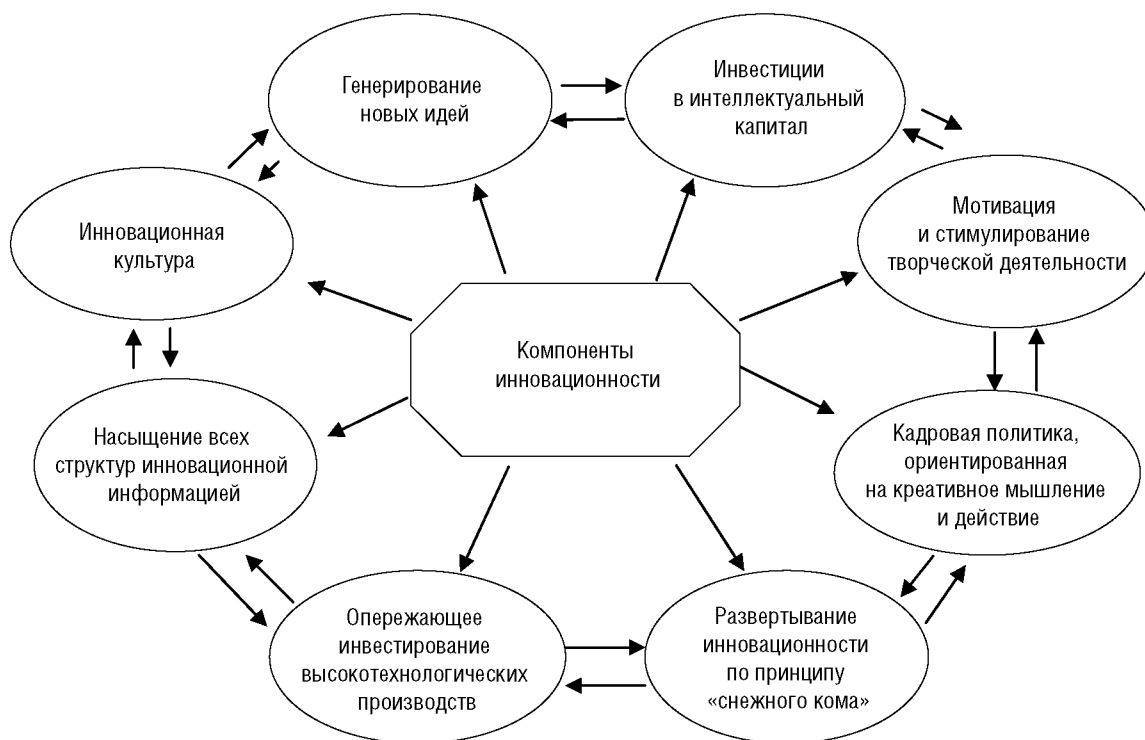 Генерирование
новых идей
Инвестиции
в интеллектуальный
капитал
Мотивация
и стимулирование
творческой деятельности
Инновационная
культура
Компоненты
инновационности
Насыщение всех
структур инновационной
информацией
Кадровая политика,
ориентированная
на креативное мышление
и действие
Опережающее
инвестирование
высокотехнологических
производств
Развертывание
инновационности
по принципу
«снежного кома»